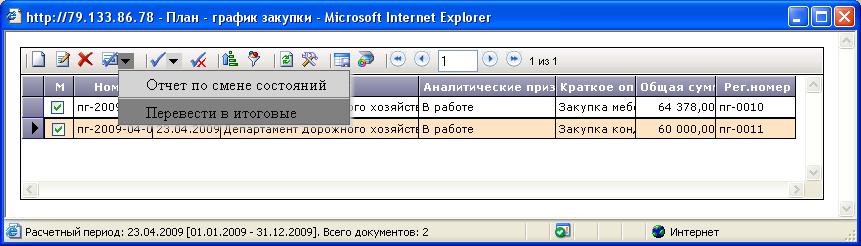 http://79.133.86.78 - План - график закупки - Microsoft Internet Explorer
1 1 из 1
М Ном Аналитические приз Краткое оп Общая сумм Рег.номер
Отчет по смене состояний
пг-2009 хозяйст В работе Закупка меб 64 378,00 пг-0010
Перевести в итоговые
пг-2009-04-0 23.04.2009 Департамент дорожного хозяйст В работе Закупка кон 60 000,00 пг-0011
Расчетный период: 23.04.2009 [01.01.2009 - 31.12.2009]. Всего документов: 2 Интернет